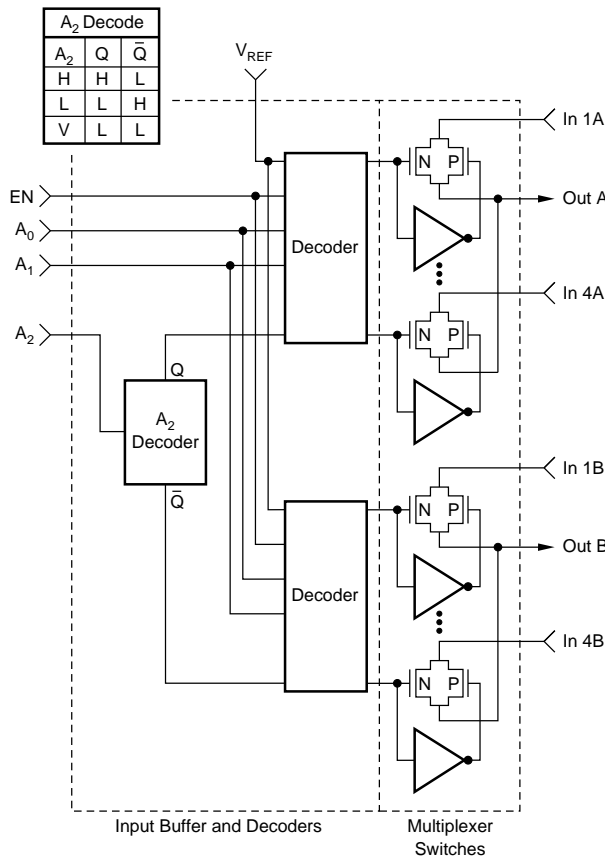 A₂ Decode
A₂ Q Q̄
H H L
L L H
V L L
V_REF
In 1A
N P
EN
Out A
A₀
Decoder
A₁
In 4A
A₂
N P
Q
A₂
Decoder
Q̄
In 1B
N P
Out B
Decoder
In 4B
N P
Input Buffer and Decoders
Multiplexer
Switches